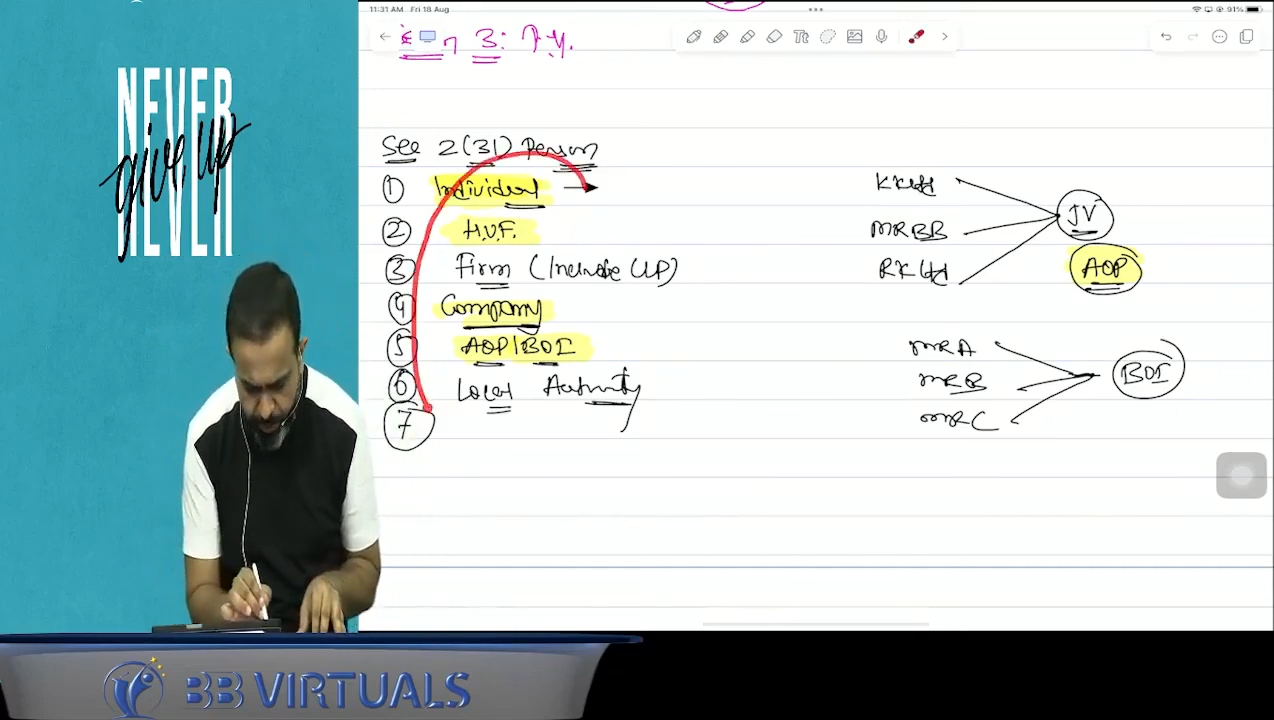 11:31 AM Fri 18 Aug
91%
3: P.Y.
NEVER
give up
NEVER
See 2(31) Person
1 Individual →
2 H.U.F.
3 Firm (Include LLP)
4 Company
5 AOP/BOI
6 Local Authority
7
MR BB
JV
AOP
MR A
MR B
MR C
BOI
BB VIRTUALS